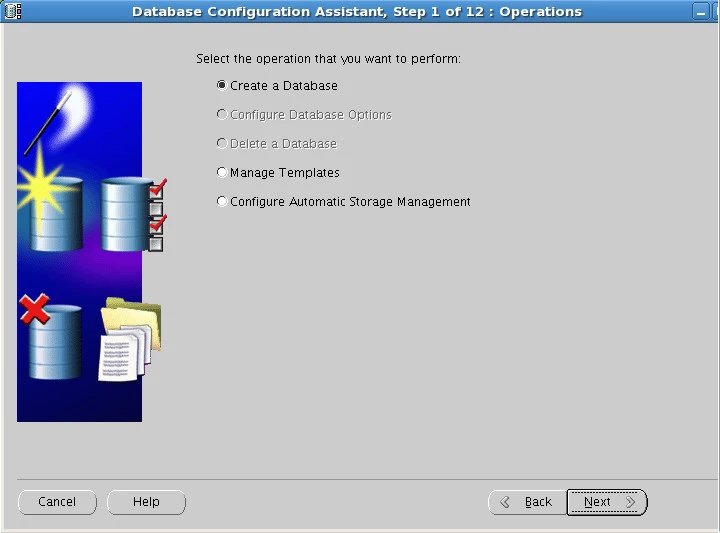 Database Configuration Assistant, Step 1 of 12 : Operations
Select the operation that you want to perform:
Create a Database
Configure Database Options
Delete a Database
Manage Templates
Configure Automatic Storage Management
Cancel
Help
Back
Next